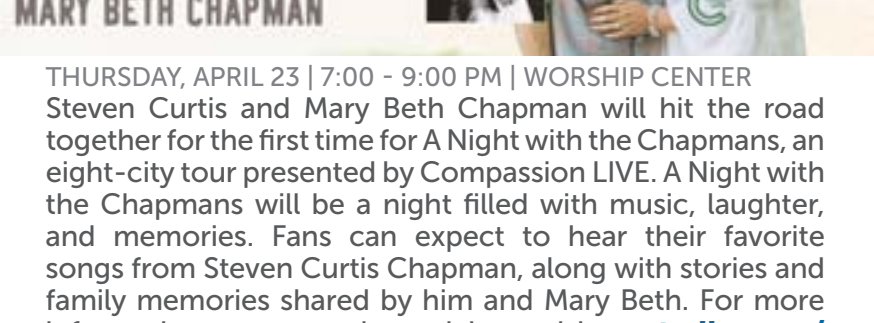 MARY BETH CHAPMAN
THURSDAY, APRIL 23 | 7:00 - 9:00 PM | WORSHIP CENTER
Steven Curtis and Mary Beth Chapman will hit the road
together for the first time for A Night with the Chapmans, an
eight-city tour presented by Compassion LIVE. A Night with
the Chapmans will be a night filled with music, laughter,
and memories. Fans can expect to hear their favorite
songs from Steven Curtis Chapman, along with stories and
family memories shared by him and Mary Beth. For more